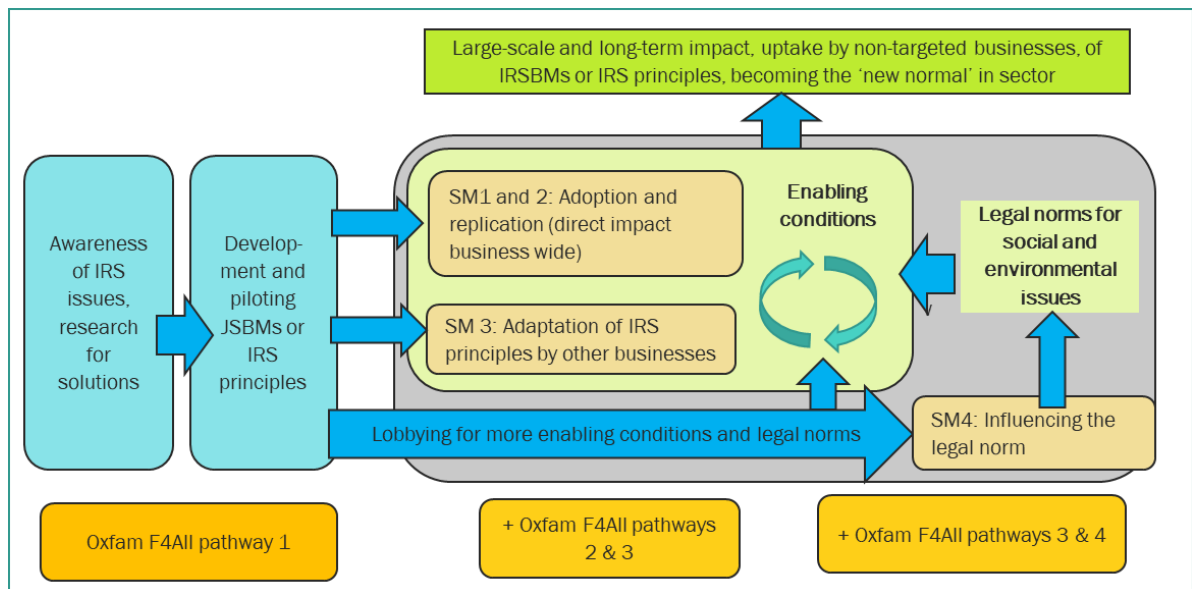 Large-scale and long-term impact, uptake by non-targeted businesses, of
IRSBMs or IRS principles, becoming the ‘new normal’ in sector
Awareness
of IRS
issues,
research
for
solutions
Develop-
ment and
piloting
JSBMs or
IRS
principles
SM1 and 2: Adoption and
replication (direct impact
business wide)
Enabling
conditions
SM 3: Adaptation of IRS
principles by other businesses
Legal norms for
social and
environmental
issues
Lobbying for more enabling conditions and legal norms
SM4: Influencing the
legal norm
Oxfam F4All pathway 1
+ Oxfam F4All pathways
2 & 3
+ Oxfam F4All pathways 3 & 4